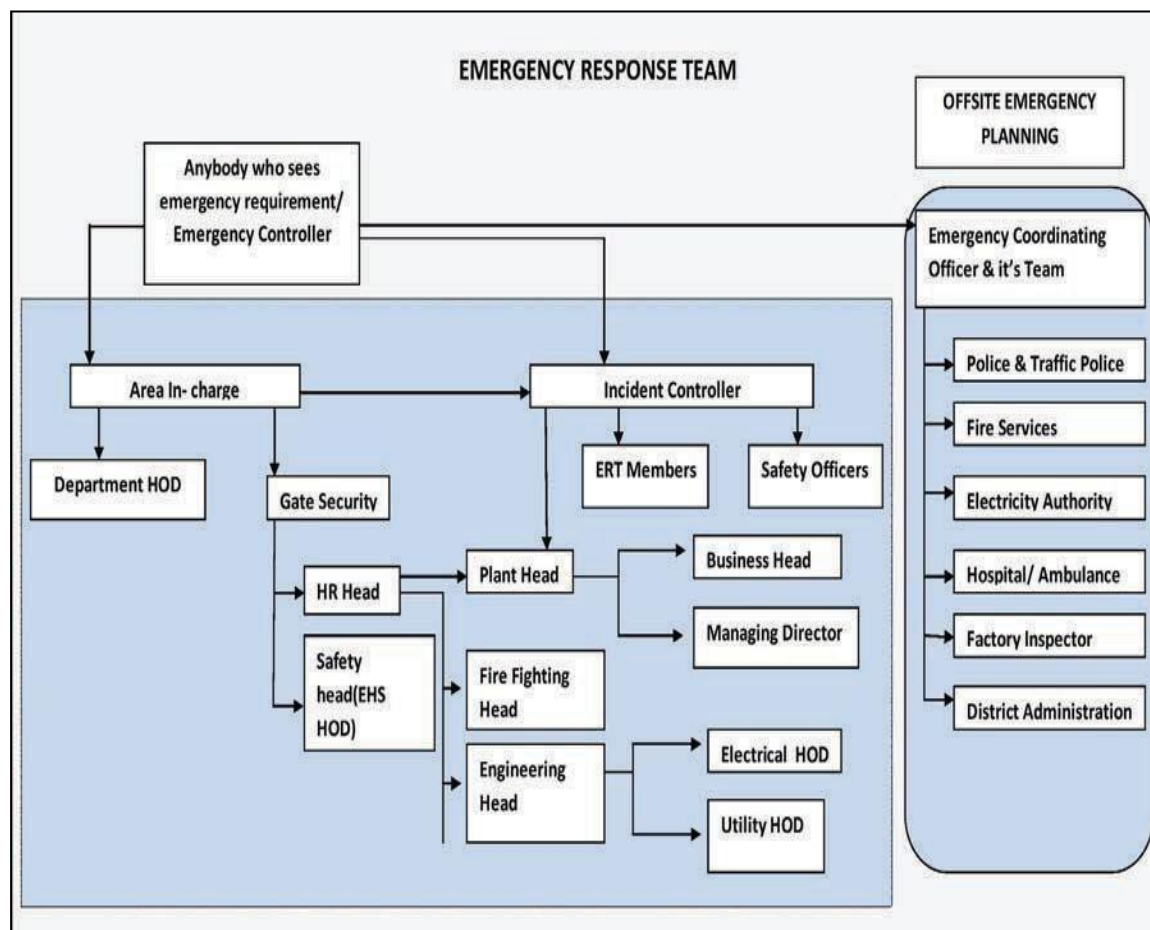 EMERGENCY RESPONSE TEAM
OFFSITE EMERGENCY
PLANNING
Anybody who sees
emergency requirement/
Emergency Controller
Emergency Coordinating
Officer & it's Team
Area In- charge
Incident Controller
Police & Traffic Police
Department HOD
Gate Security
ERT Members
Safety Officers
Fire Services
Electricity Authority
HR Head
Plant Head
Business Head
Hospital/ Ambulance
Managing Director
Factory Inspector
Safety
head(EHS
HOD)
Fire Fighting
Head
District Administration
Engineering
Head
Electrical HOD
Utility HOD